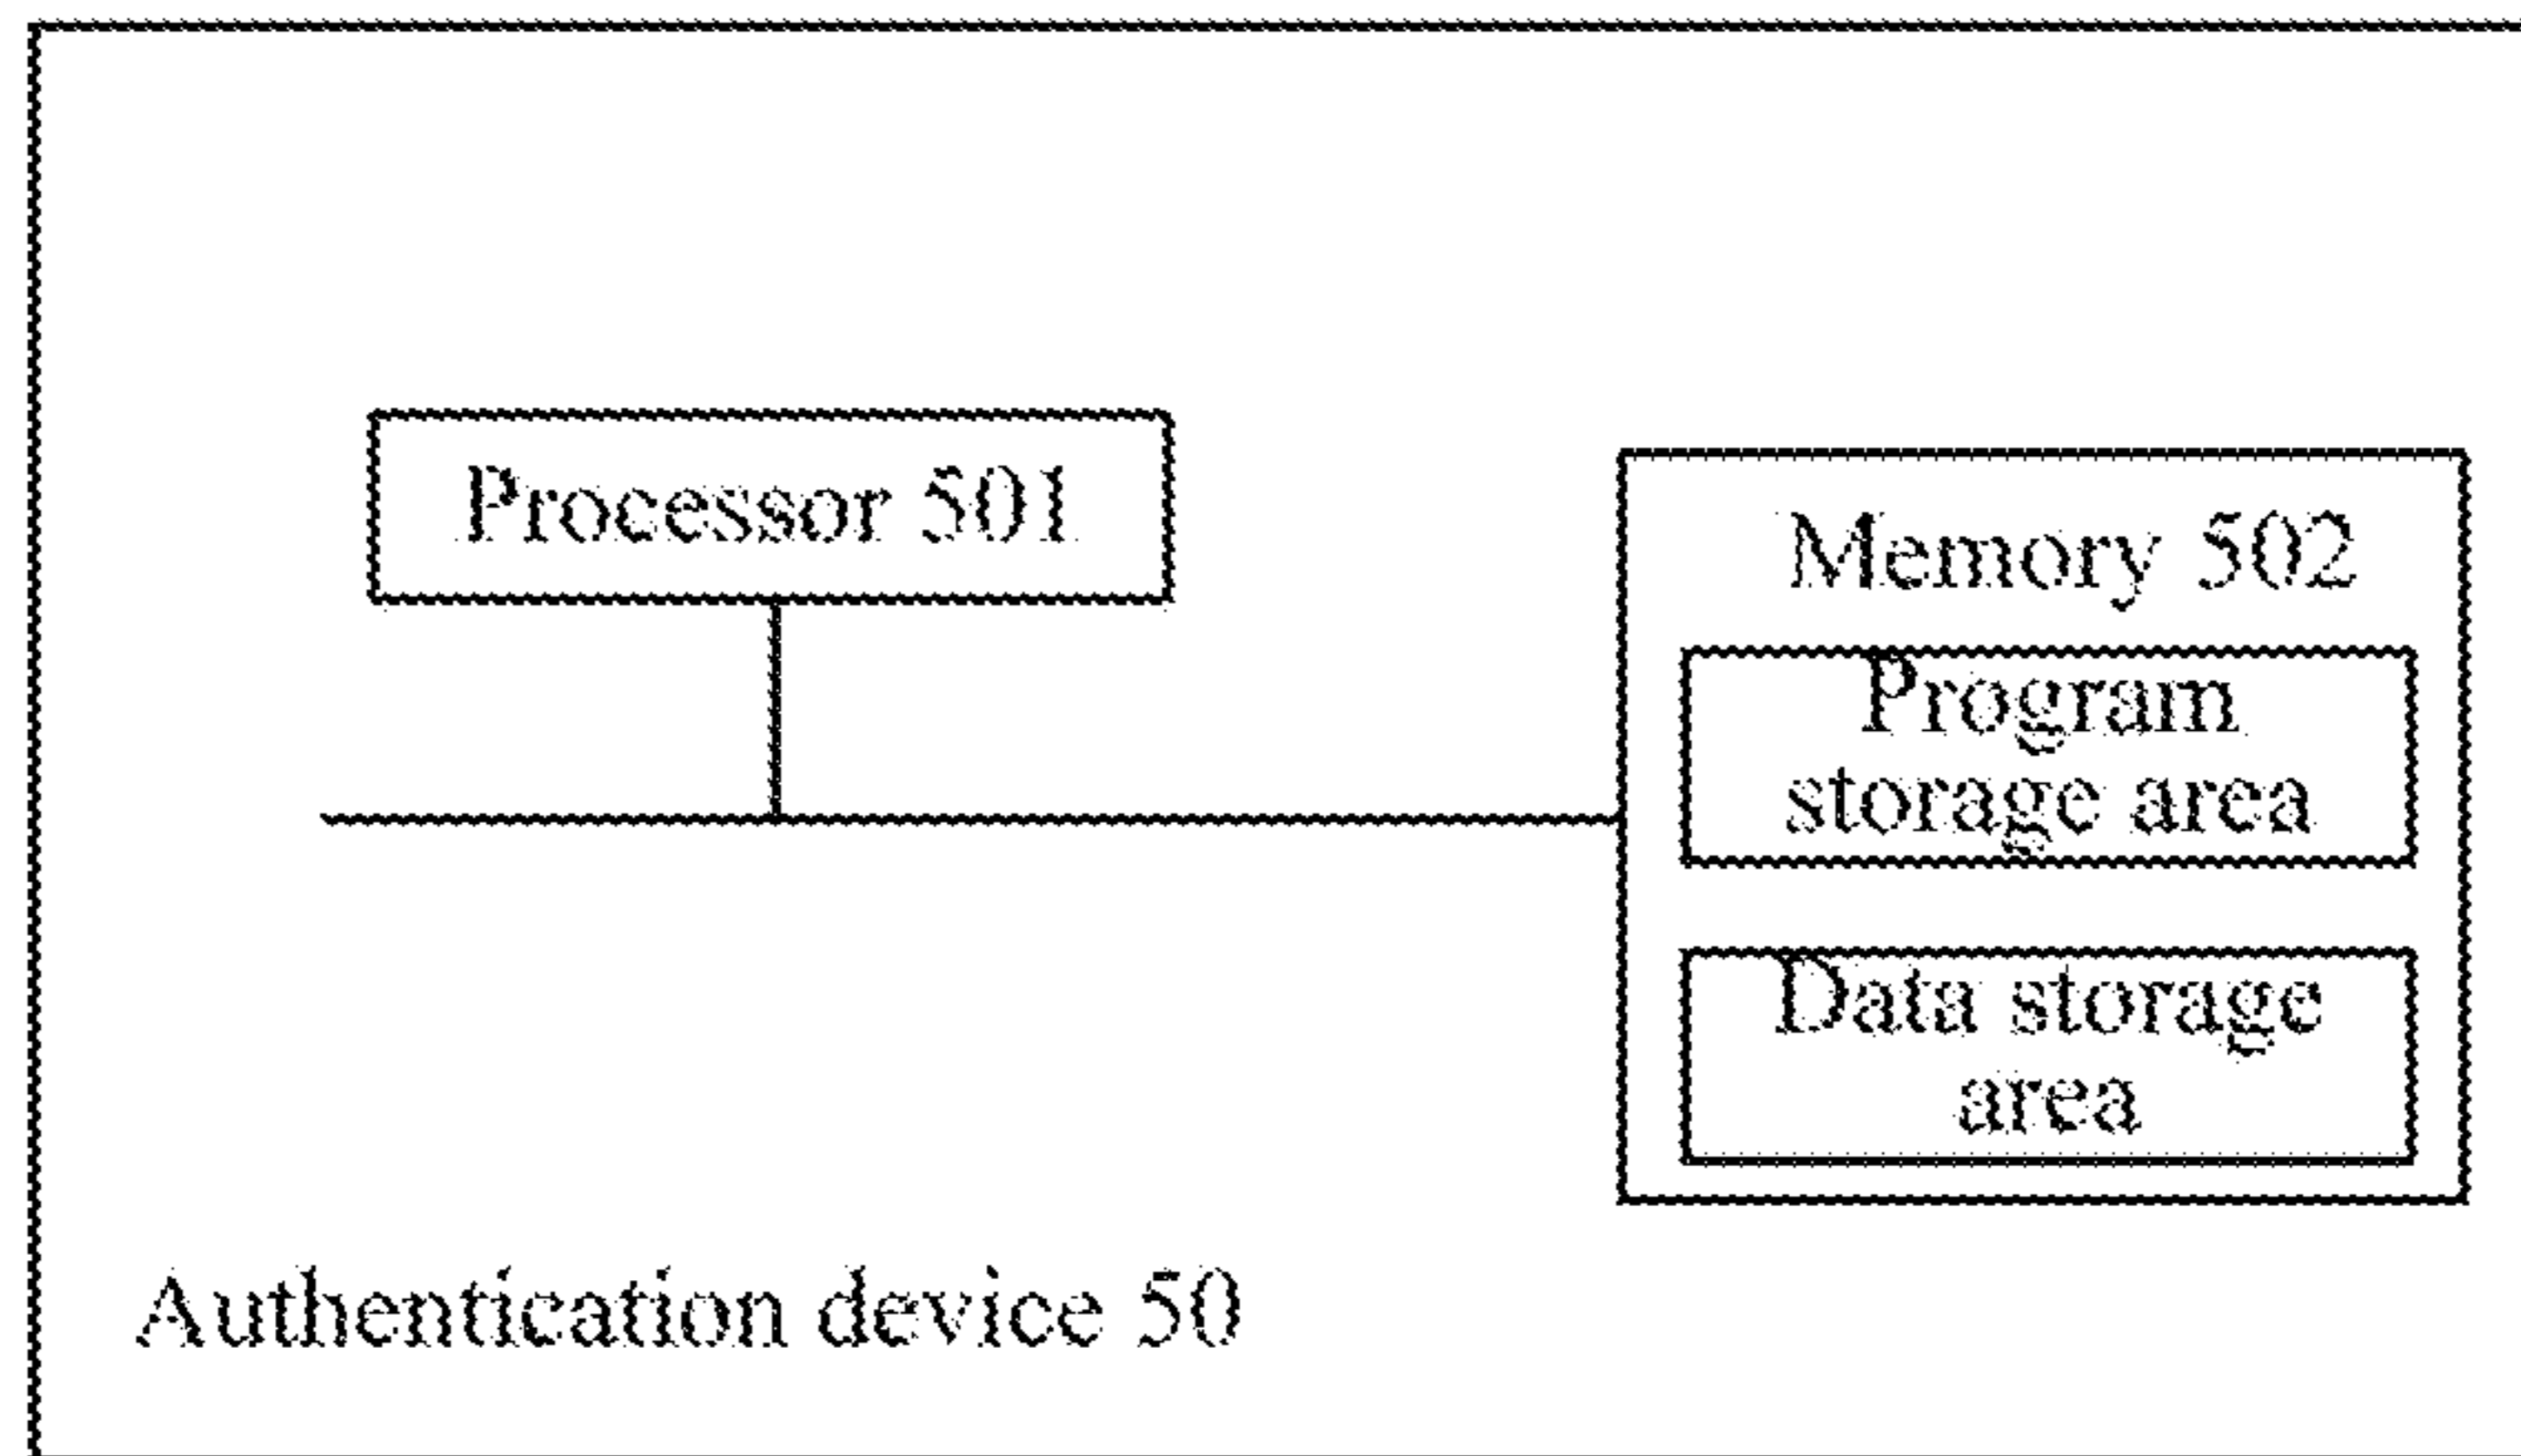 Processor 501
Memory 502
Program
storage area
Data storage
area
Authentication device 50